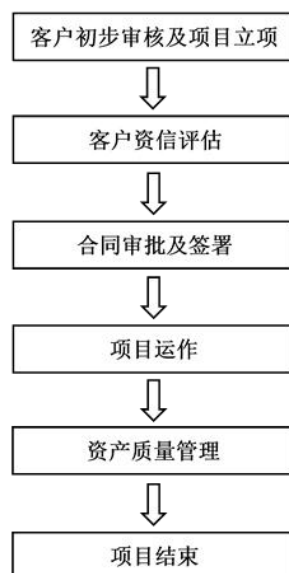 客户初步审核及项目立项
客户资信评估
合同审批及签署
项目运作
资产质量管理
项目结束